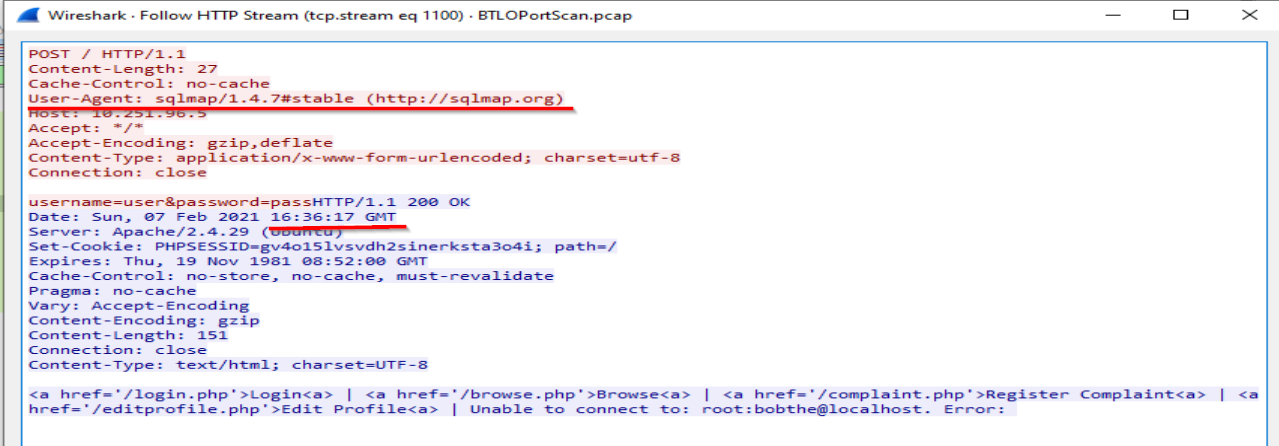 Wireshark · Follow HTTP Stream (tcp.stream eq 1100) · BTLOPortScan.pcap
POST / HTTP/1.1
Content-Length: 27
Cache-Control: no-cache
User-Agent: sqlmap/1.4.7#stable (http://sqlmap.org)
Host: 10.251.96.5
Accept: */*
Accept-Encoding: gzip,deflate
Content-Type: application/x-www-form-urlencoded; charset=utf-8
Connection: close
username=user&password=passHTTP/1.1 200 OK
Date: Sun, 07 Feb 2021 16:36:17 GMT
Server: Apache/2.4.29 (Ubuntu)
Set-Cookie: PHPSESSID=gv4o15lvsvdh2sinerksta3o4i; path=/
Expires: Thu, 19 Nov 1981 08:52:00 GMT
Cache-Control: no-store, no-cache, must-revalidate
Pragma: no-cache
Vary: Accept-Encoding
Content-Encoding: gzip
Content-Length: 151
Connection: close
Content-Type: text/html; charset=UTF-8
<a href='/login.php'>Login<a> | <a href='/browse.php'>Browse<a> | <a href='/complaint.php'>Register Complaint<a> | <a
href='/editprofile.php'>Edit Profile<a> | Unable to connect to: root:bobthe@localhost. Error: